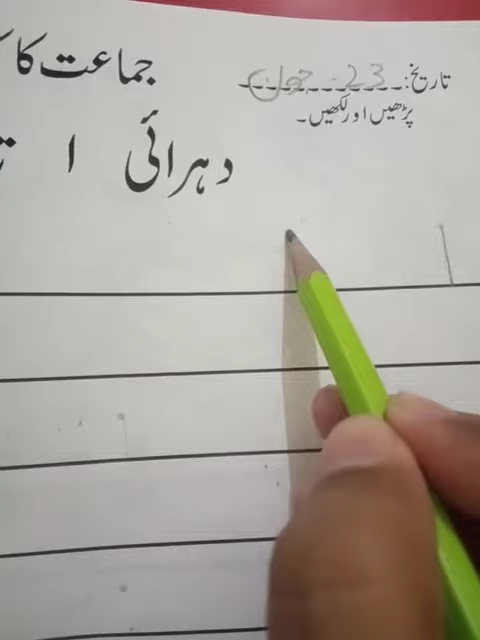 جماعت کا
تاریخ: 23 جون
پڑھیں اور لکھیں۔
دہرائی ا
ا